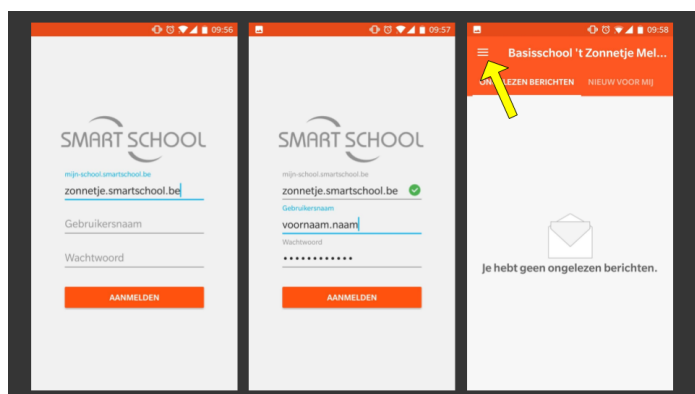 09:56
SMART SCHOOL
mijn-school.smartschool.be
zonnetje.smartschool.be
Gebruikersnaam
Wachtwoord
AANMELDEN
09:57
SMART SCHOOL
mijn-school.smartschool.be
zonnetje.smartschool.be
Gebruikersnaam
voornaam.naam
Wachtwoord
••••••••••••
AANMELDEN
09:58
Basisschool 't Zonnetje Mel...
LEZEN BERICHTEN NIEUW VOOR MIJ
Je hebt geen ongelezen berichten.